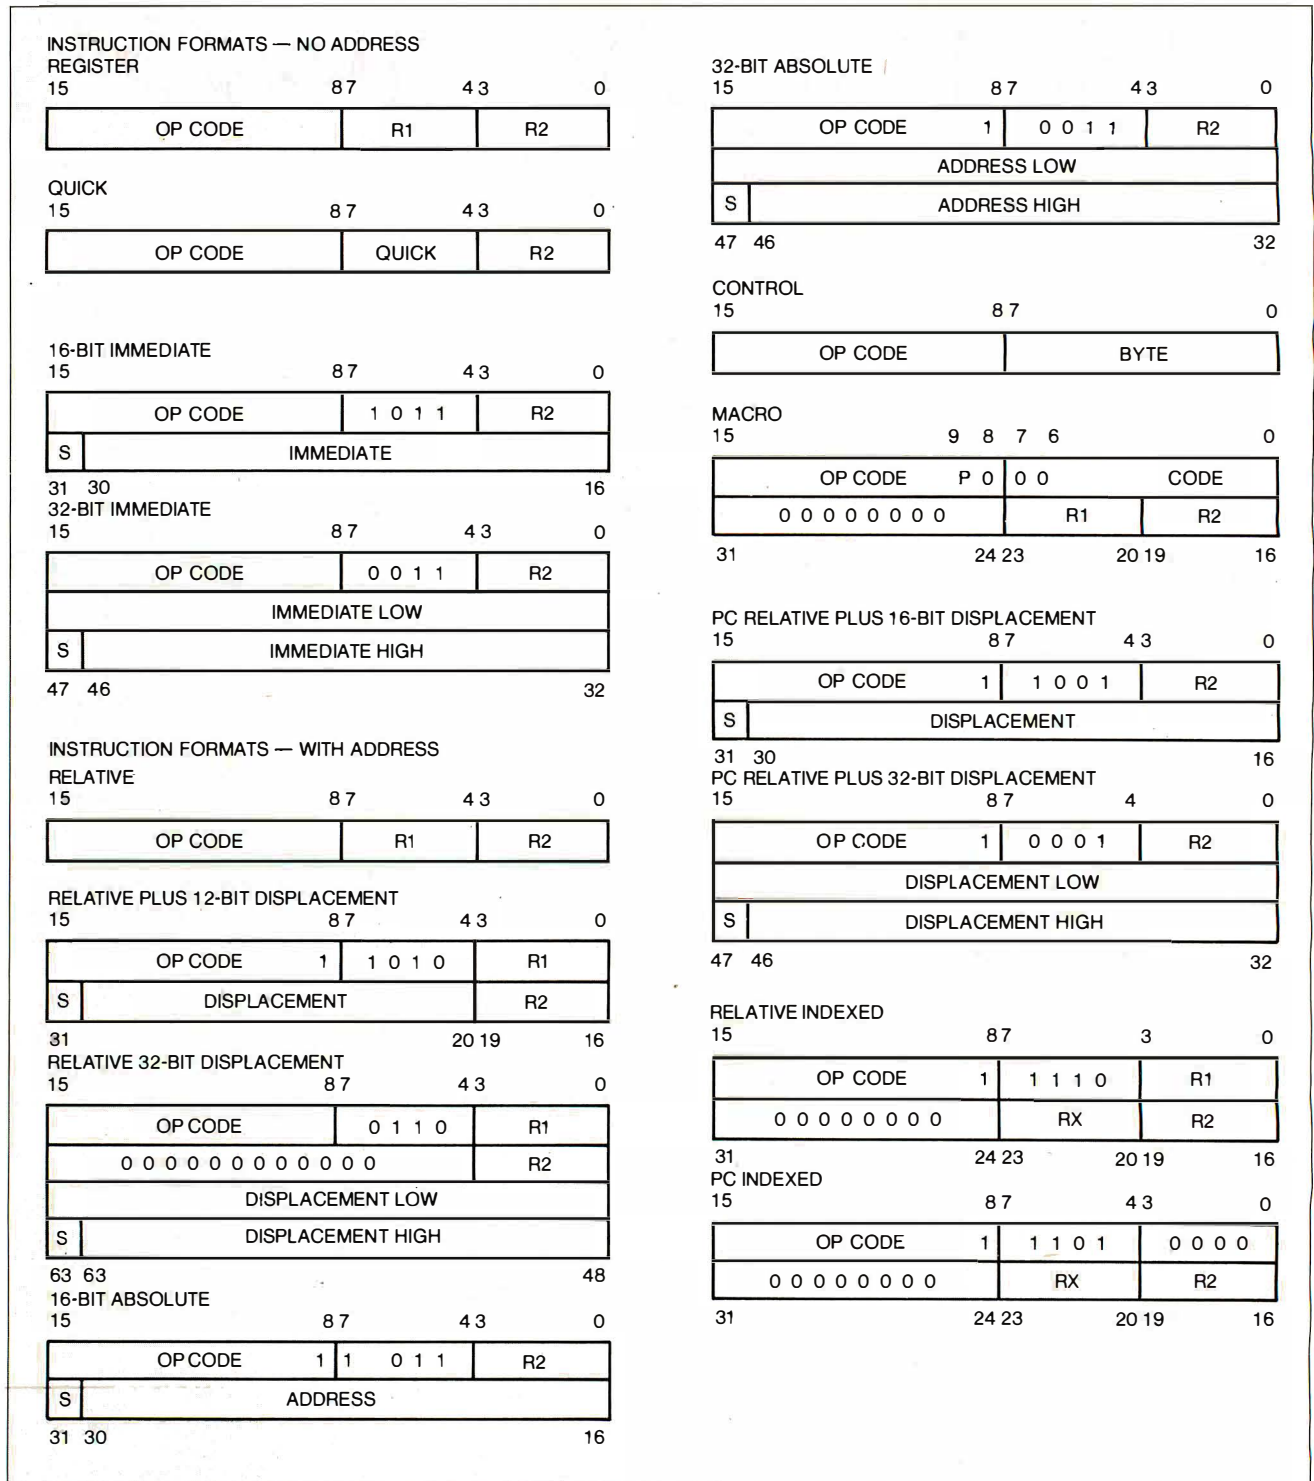 INSTRUCTION FORMATS — NO ADDRESS
REGISTER
15 8 7 4 3 0
OP CODE R1 R2
QUICK
15 8 7 4 3 0
OP CODE QUICK R2
16-BIT IMMEDIATE
15 8 7 4 3 0
OP CODE 1 0 1 1 R2
S IMMEDIATE
31 30 16
32-BIT IMMEDIATE
15 8 7 4 3 0
OP CODE 0 0 1 1 R2
IMMEDIATE LOW
S IMMEDIATE HIGH
47 46 32
INSTRUCTION FORMATS — WITH ADDRESS
RELATIVE
15 8 7 4 3 0
OP CODE R1 R2
RELATIVE PLUS 12-BIT DISPLACEMENT
15 8 7 4 3 0
OP CODE 1 1 0 1 0 R1
S DISPLACEMENT R2
31 20 19 16
RELATIVE 32-BIT DISPLACEMENT
15 8 7 4 3 0
OP CODE 0 1 1 0 R1
0 0 0 0 0 0 0 0 0 0 0 0 R2
DISPLACEMENT LOW
S DISPLACEMENT HIGH
63 63 48
16-BIT ABSOLUTE
15 8 7 4 3 0
OP CODE 1 1 0 1 1 R2
S ADDRESS
31 30 16
32-BIT ABSOLUTE
15 8 7 4 3 0
OP CODE 1 0 0 1 1 R2
ADDRESS LOW
S ADDRESS HIGH
47 46 32
CONTROL
15 8 7 0
OP CODE BYTE
MACRO
15 9 8 7 6 0
OP CODE P 0 0 0 CODE
0 0 0 0 0 0 0 0 R1 R2
31 24 23 20 19 16
PC RELATIVE PLUS 16-BIT DISPLACEMENT
15 8 7 4 3 0
OP CODE 1 1 0 0 1 R2
S DISPLACEMENT
31 30 16
PC RELATIVE PLUS 32-BIT DISPLACEMENT
15 8 7 4 0
OP CODE 1 0 0 0 1 R2
DISPLACEMENT LOW
S DISPLACEMENT HIGH
47 46 32
RELATIVE INDEXED
15 8 7 3 0
OP CODE 1 1 1 1 0 R1
0 0 0 0 0 0 0 0 RX R2
31 24 23 20 19 16
PC INDEXED
15 8 7 4 3 0
OP CODE 1 1 1 0 1 0 0 0 0
0 0 0 0 0 0 0 0 RX R2
31 24 23 20 19 16